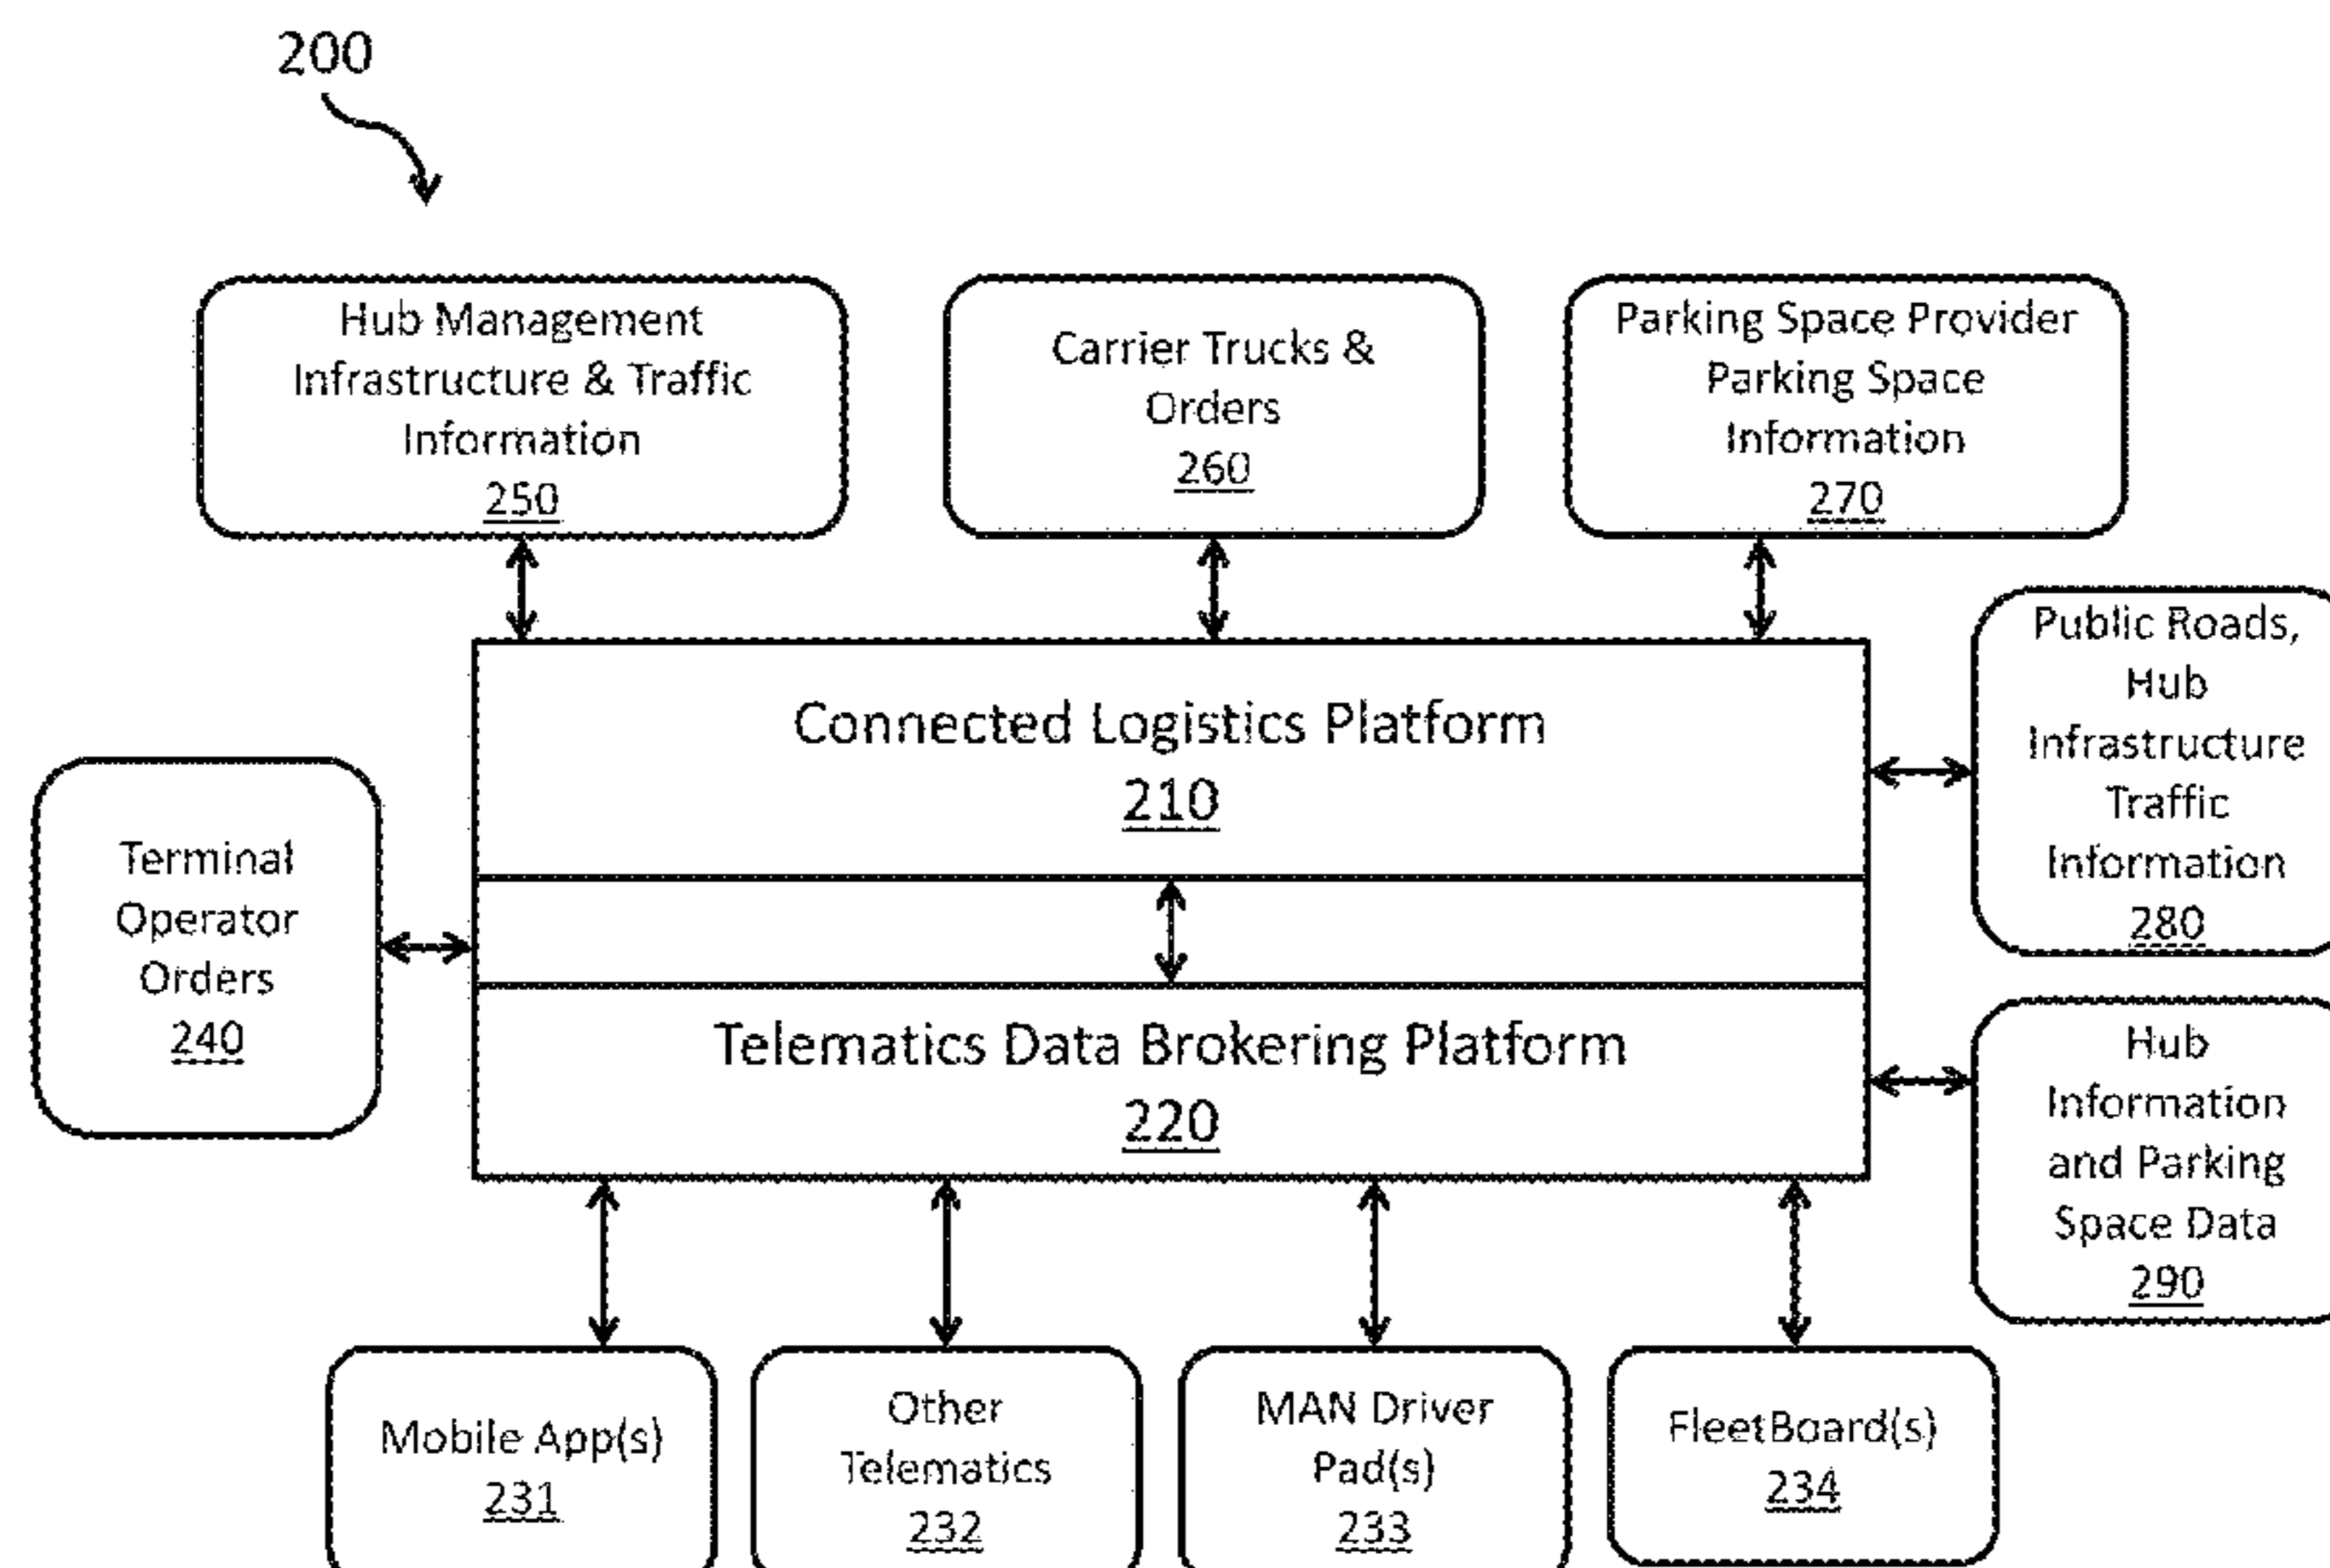 200
Hub Management
Infrastructure & Traffic
Information
250
Carrier Trucks &
Orders
260
Parking Space Provider
Parking Space
Information
270
Public Roads,
Hub
Infrastructure
Traffic
Information
280
Connected Logistics Platform
210
Terminal
Operator
Orders
240
Telematics Data Brokering Platform
220
Hub
Information
and Parking
Space Data
290
Mobile App(s)
231
Other
Telematics
232
MAN Driver
Pad(s)
233
FleetBoard(s)
234